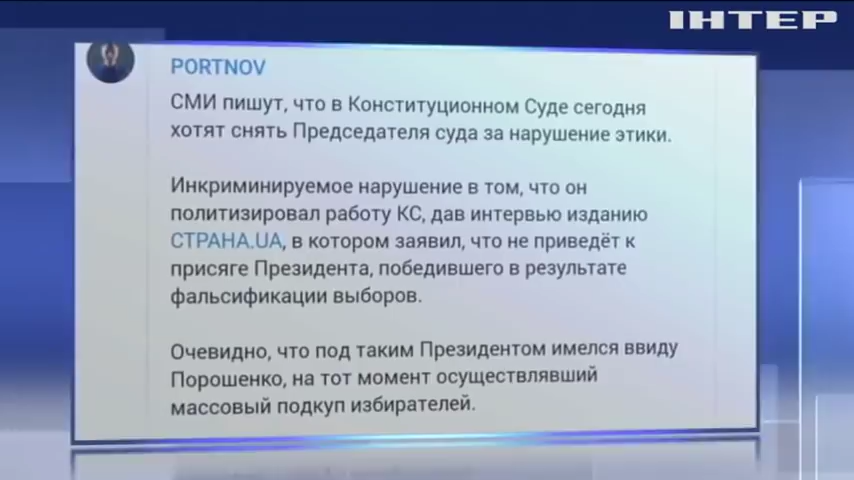 ІНТЕР
PORTNOV
СМИ пишут, что в Конституционном Суде сегодня
хотят снять Председателя суда за нарушение этики.
Инкриминируемое нарушение в том, что он
политизировал работу КС, дав интервью изданию
СТРАНА.UA, в котором заявил, что не приведёт к
присяге Президента, победившего в результате
фальсификации выборов.
Очевидно, что под таким Президентом имелся ввиду
Порошенко, на тот момент осуществлявший
массовый подкуп избирателей.